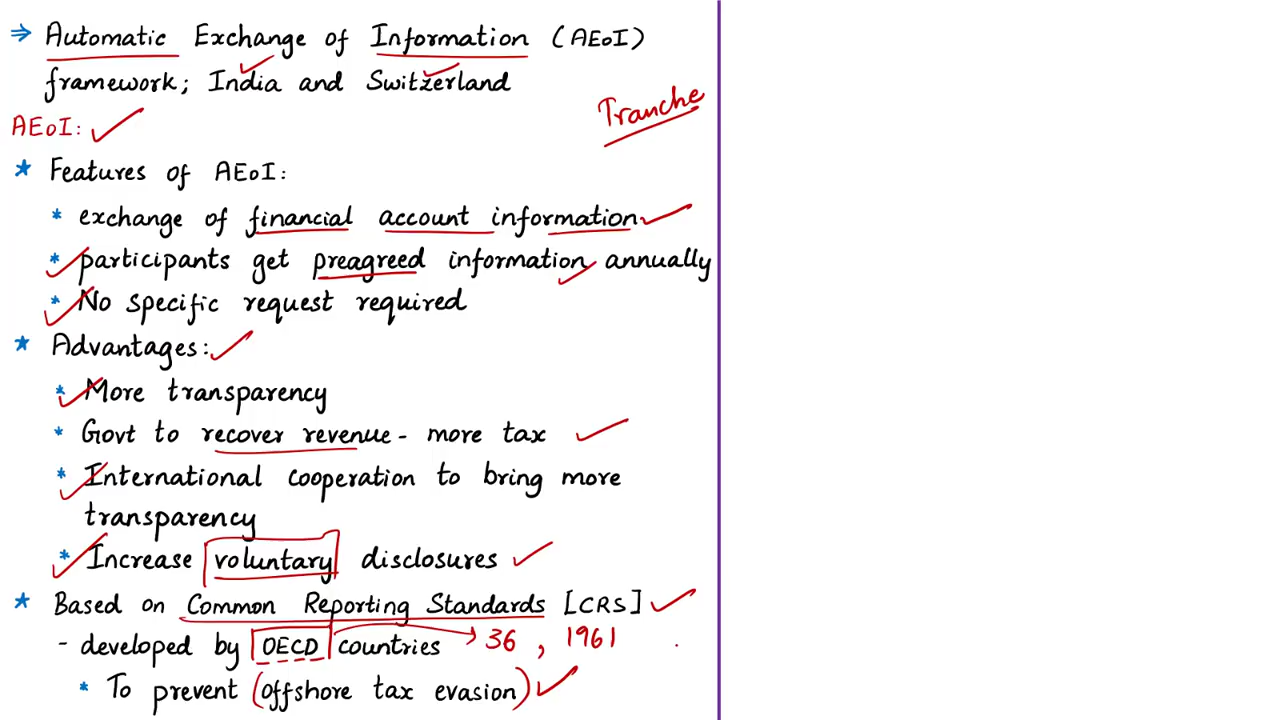 ⇒ Automatic Exchange of Information (AEoI)
framework; India and Switzerland
Tranche
AEoI:
* Features of AEoI:
* exchange of financial account information
* participants get preagreed information annually
* No specific request required
* Advantages:
* More transparency
* Govt to recover revenue - more tax
* International cooperation to bring more
transparency
* Increase voluntary disclosures
* Based on Common Reporting Standards [CRS]
- developed by OECD countries → 36, 1961
* To prevent (offshore tax evasion)